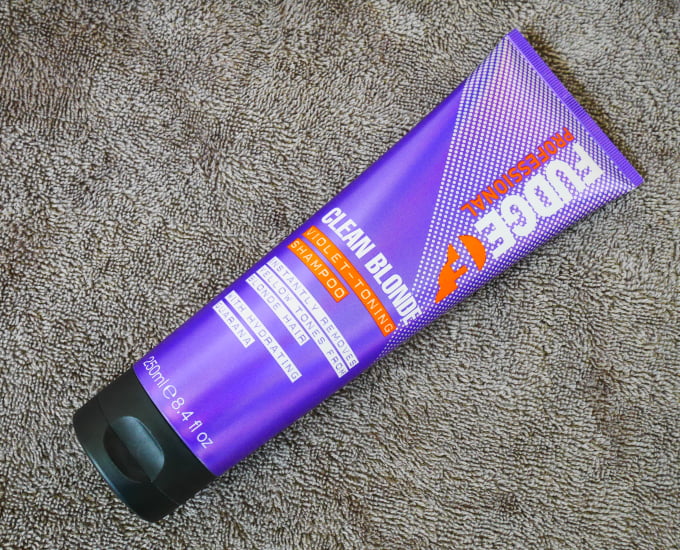 FUDGE
PROFESSIONAL
CLEAN BLONDE
VIOLET-TONING
SHAMPOO
INSTANTLY REMOVES
YELLOW TONES FROM
BLONDE HAIR
WITH HYDRATING
GUARANA
250ml e 8.4 fl oz